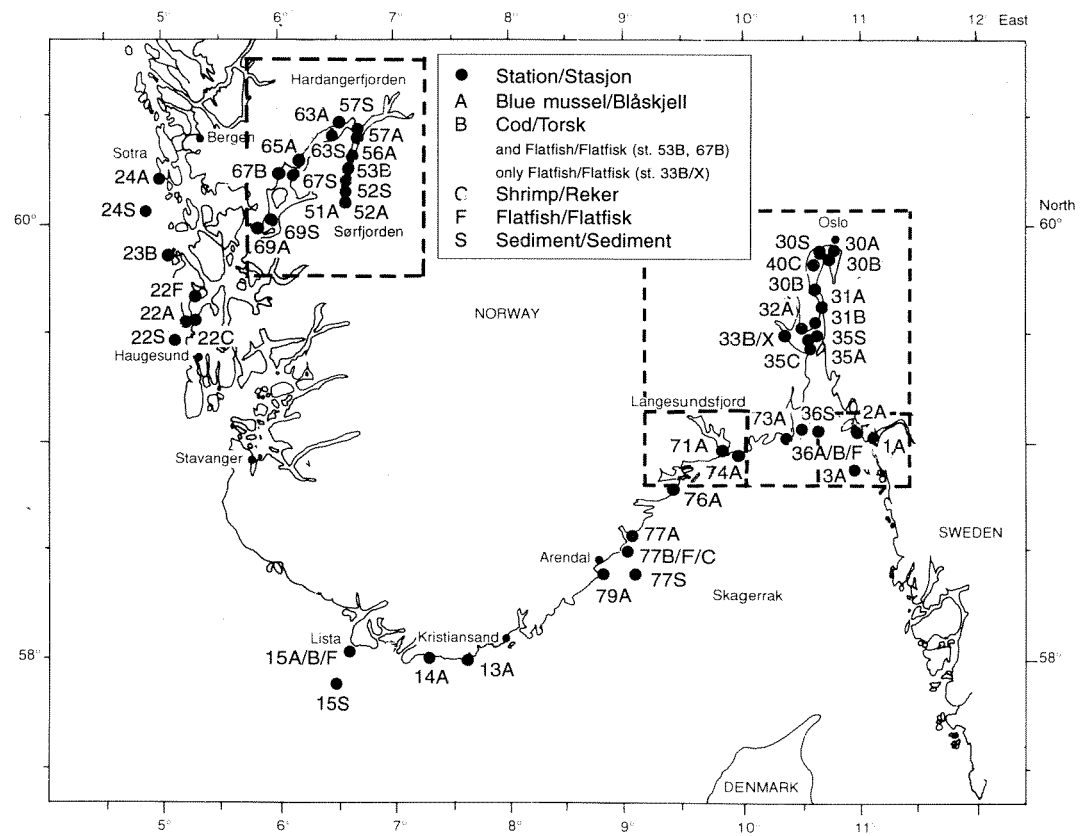 5° 6° 7° 8° 9° 10° 11° 12° East
Hardangerfjorden
● Station/Stasjon
A Blue mussel/Blåskjell
B Cod/Torsk
and Flatfish/Flatfisk (st. 53B, 67B)
only Flatfish/Flatfisk (st. 33B/X)
C Shrimp/Reker
F Flatfish/Flatfisk
S Sediment/Sediment
57S
63A
57A
Bergen
65A
63S
56A
Sotra
53B
67B
67S
52S
24A
51A
52A
24S
69S
Sørfjorden
69A
60°
North
60°
23B
Oslo
30S
30A
40C
30B
22F
30B
31A
22A
32A
31B
NORWAY
22S
22C
33B/X
35S
Haugesund
35C
35A
Langesundsfjord
73A
36S
2A
71A
1A
36A/B/F
Stavanger
74A
3A
76A
77A
SWEDEN
Arendal
77B/F/C
77S
79A
Skagerrak
Lista
Kristiansand
58°
15A/B/F
14A
13A
58°
15S
DENMARK
5° 6° 7° 8° 9° 10° 11°